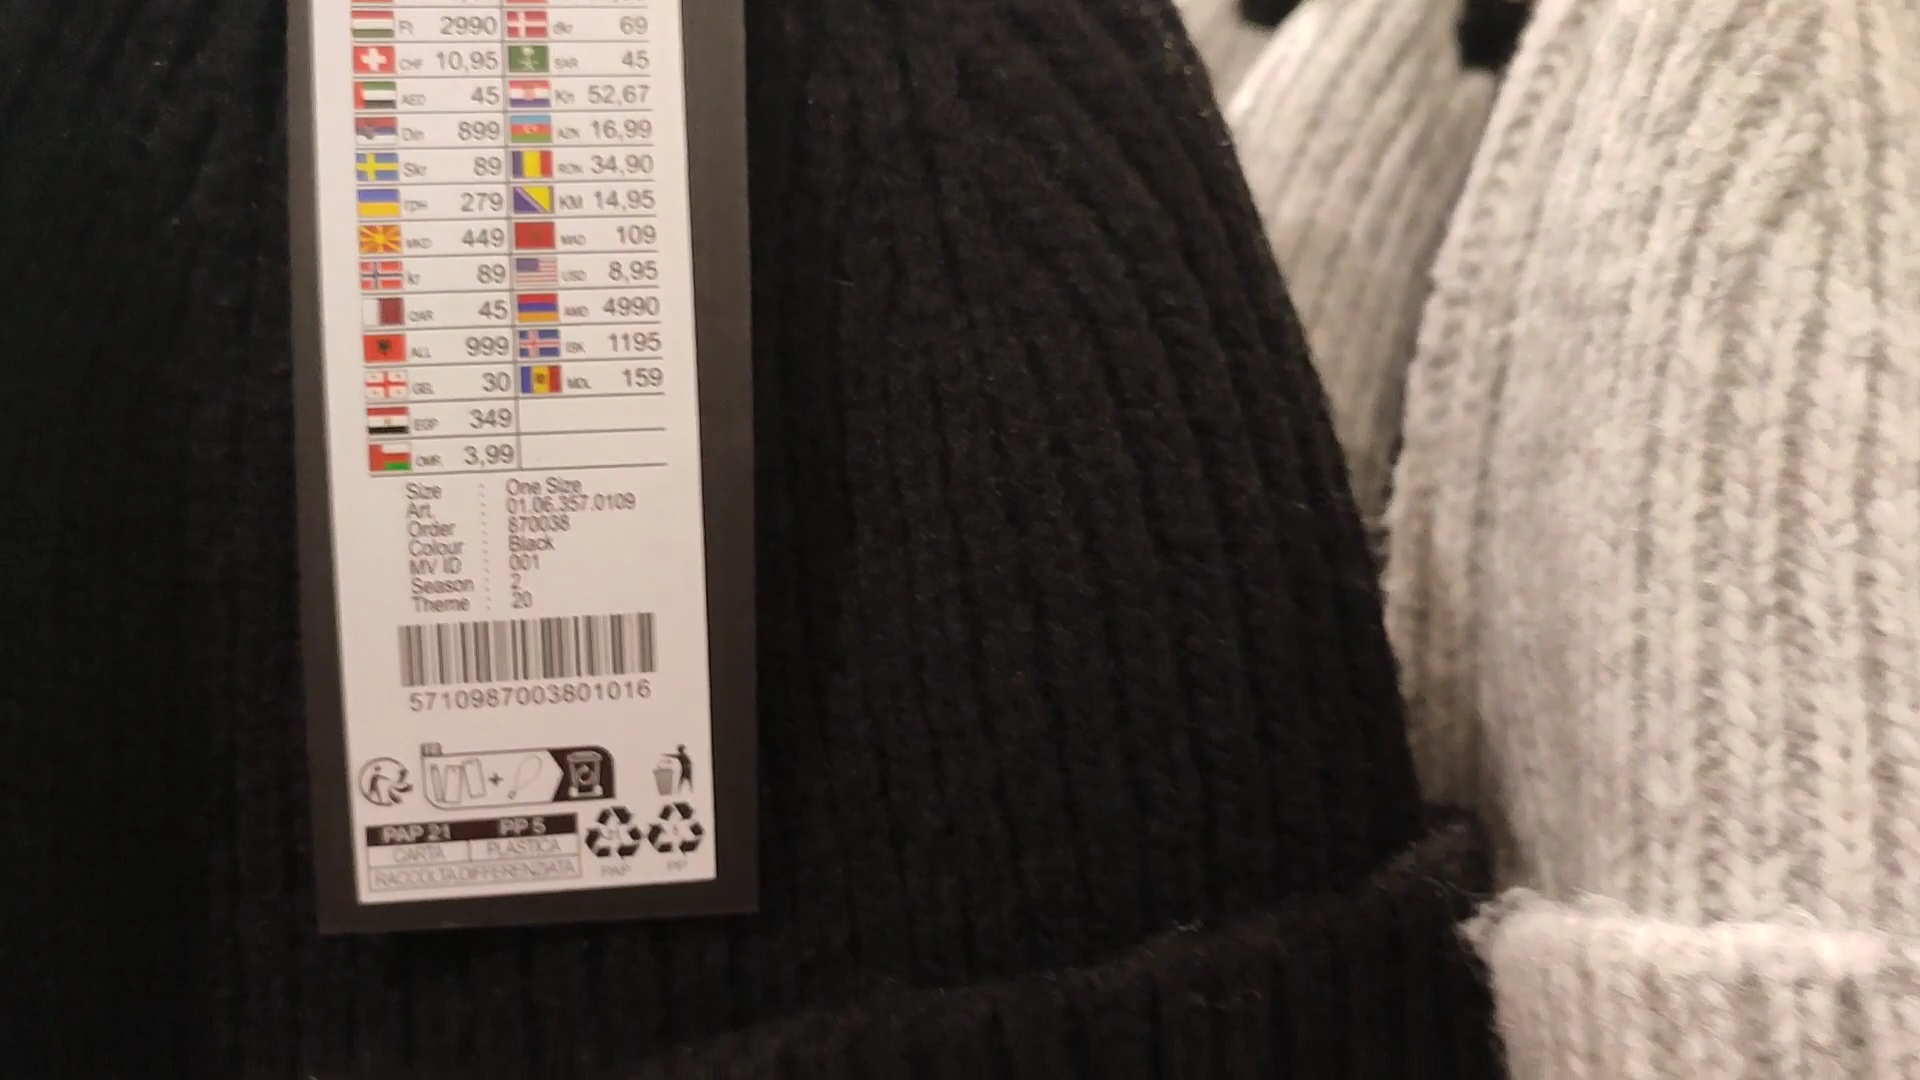 Ft 2990 dkr 69
CHF 10,95 SAR 45
AED 45 Kn 52,67
Din 899 AZN 16,99
Skr 89 RON 34,90
грн 279 KM 14,95
MKD 449 MAD 109
kr 89 USD 8,95
QAR 45 AMD 4990
ALL 999 ISK 1195
GEL 30 MDL 159
EGP 349
OMR 3,99
Size : One Size
Art. : 01.06.357.0109
Order : 870038
Colour : Black
MV ID : 001
Season : 2
Theme : 20
5710987003801016
FR
PAP 21 PP 5
CARTA PLASTICA
RACCOLTA DIFFERENZIATA
PAP PP